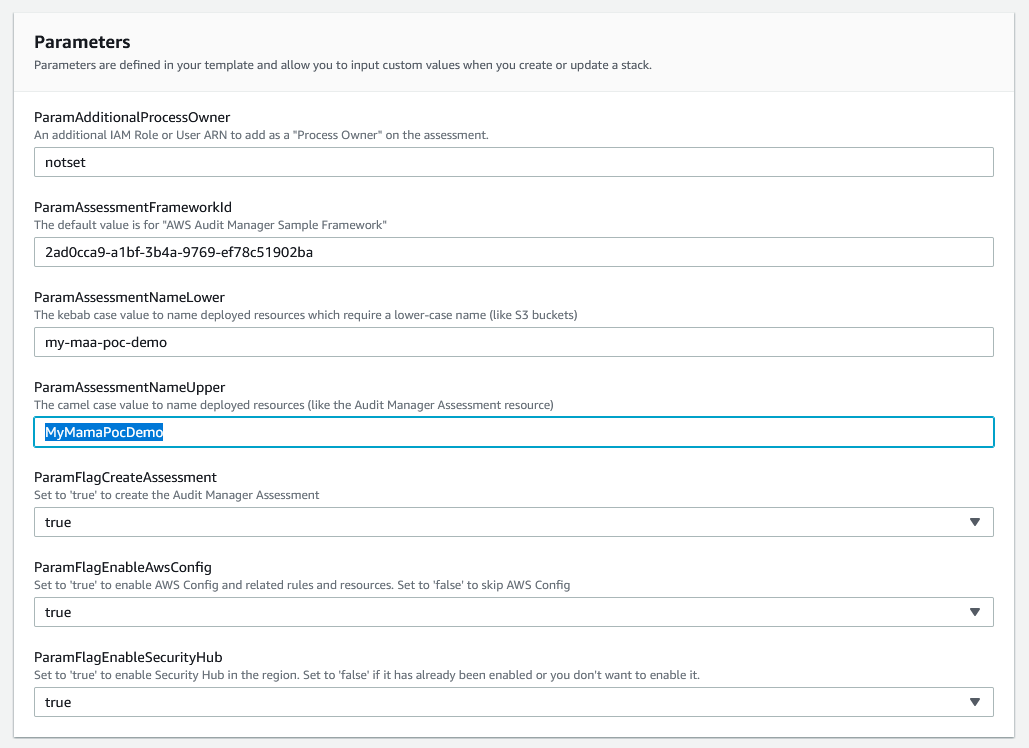 Parameters
Parameters are defined in your template and allow you to input custom values when you create or update a stack.
ParamAdditionalProcessOwner
An additional IAM Role or User ARN to add as a "Process Owner" on the assessment.
notset
ParamAssessmentFrameworkId
The default value is for "AWS Audit Manager Sample Framework"
2ad0cca9-a1bf-3b4a-9769-ef78c51902ba
ParamAssessmentNameLower
The kebab case value to name deployed resources which require a lower-case name (like S3 buckets)
my-maa-poc-demo
ParamAssessmentNameUpper
The camel case value to name deployed resources (like the Audit Manager Assessment resource)
MyMamaPocDemo
ParamFlagCreateAssessment
Set to 'true' to create the Audit Manager Assessment
true
ParamFlagEnableAwsConfig
Set to 'true' to enable AWS Config and related rules and resources. Set to 'false' to skip AWS Config
true
ParamFlagEnableSecurityHub
Set to 'true' to enable Security Hub in the region. Set to 'false' if it has already been enabled or you don't want to enable it.
true